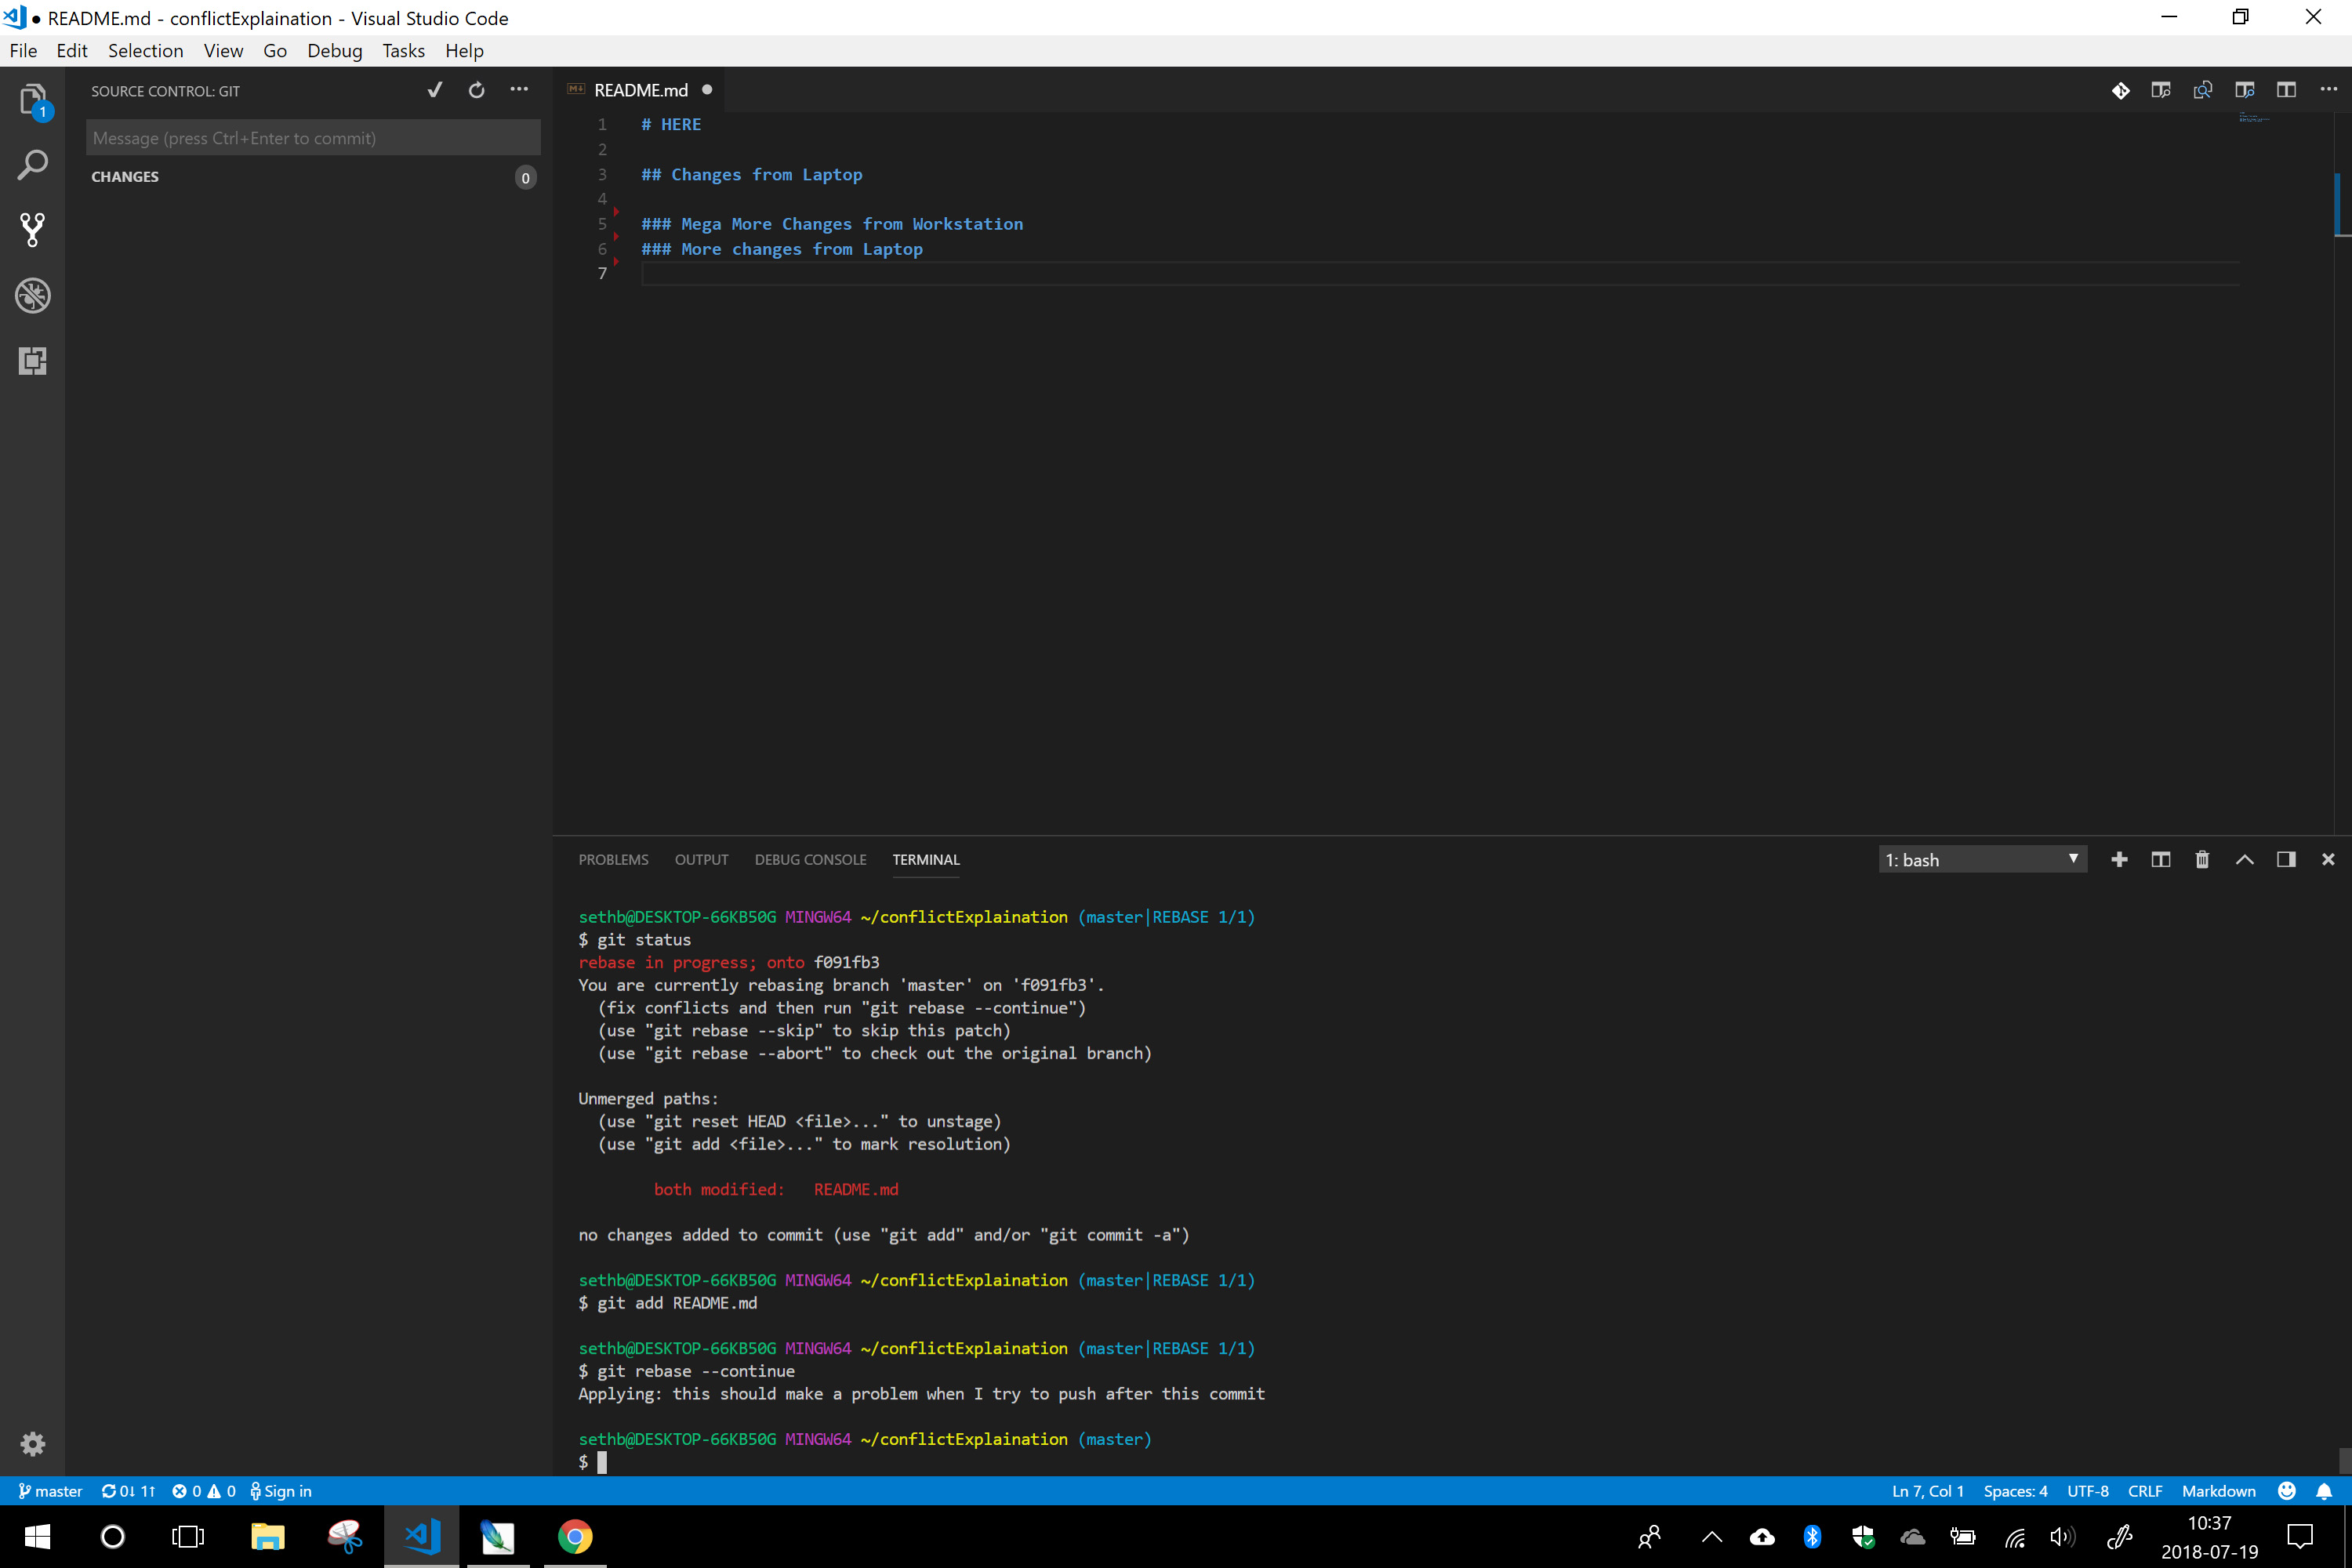 ● README.md - conflictExplaination - Visual Studio Code
File Edit Selection View Go Debug Tasks Help
1
SOURCE CONTROL: GIT
Message (press Ctrl+Enter to commit)
CHANGES 0
README.md ●
1 # HERE
2
3 ## Changes from Laptop
4
5 ### Mega More Changes from Workstation
6 ### More changes from Laptop
7
PROBLEMS OUTPUT DEBUG CONSOLE TERMINAL 1: bash
sethb@DESKTOP-66KB50G MINGW64 ~/conflictExplaination (master|REBASE 1/1)
$ git status
rebase in progress; onto f091fb3
You are currently rebasing branch 'master' on 'f091fb3'.
(fix conflicts and then run "git rebase --continue")
(use "git rebase --skip" to skip this patch)
(use "git rebase --abort" to check out the original branch)
Unmerged paths:
(use "git reset HEAD <file>..." to unstage)
(use "git add <file>..." to mark resolution)
both modified: README.md
no changes added to commit (use "git add" and/or "git commit -a")
sethb@DESKTOP-66KB50G MINGW64 ~/conflictExplaination (master|REBASE 1/1)
$ git add README.md
sethb@DESKTOP-66KB50G MINGW64 ~/conflictExplaination (master|REBASE 1/1)
$ git rebase --continue
Applying: this should make a problem when I try to push after this commit
sethb@DESKTOP-66KB50G MINGW64 ~/conflictExplaination (master)
$
master 0↓ 1↑ 0 0 Sign in Ln 7, Col 1 Spaces: 4 UTF-8 CRLF Markdown
10:37
2018-07-19